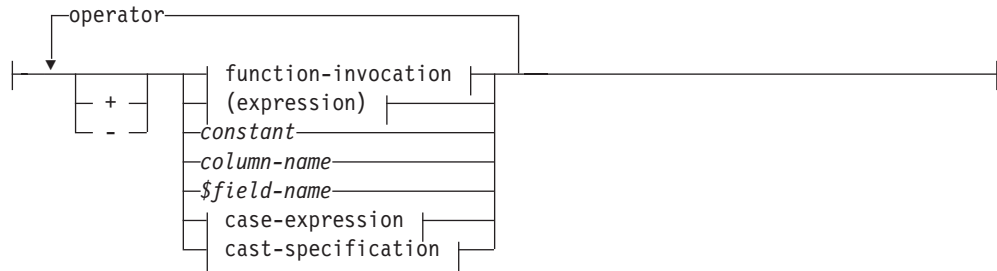 operator
function-invocation
+
(expression)
-
constant
column-name
$field-name
case-expression
cast-specification